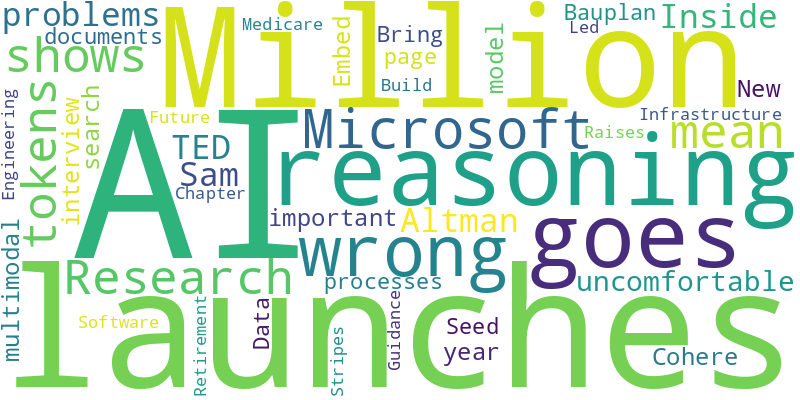 problems
documents
shows
Million
Medicare
Embed
Bring
page
Build
model
Bauplan
Led
Inside
New
Engineering
tokens
interview
search
Future
AI
TED
Sam
Chapter
Microsoft
Raises
Infrastructure
mean
reasoning
important
Altman
wrong
goes
multimodal
Research
processes
uncomfortable
launches
Software
Retirement
Data
Stripes
Guidance
Seed
year
Cohere